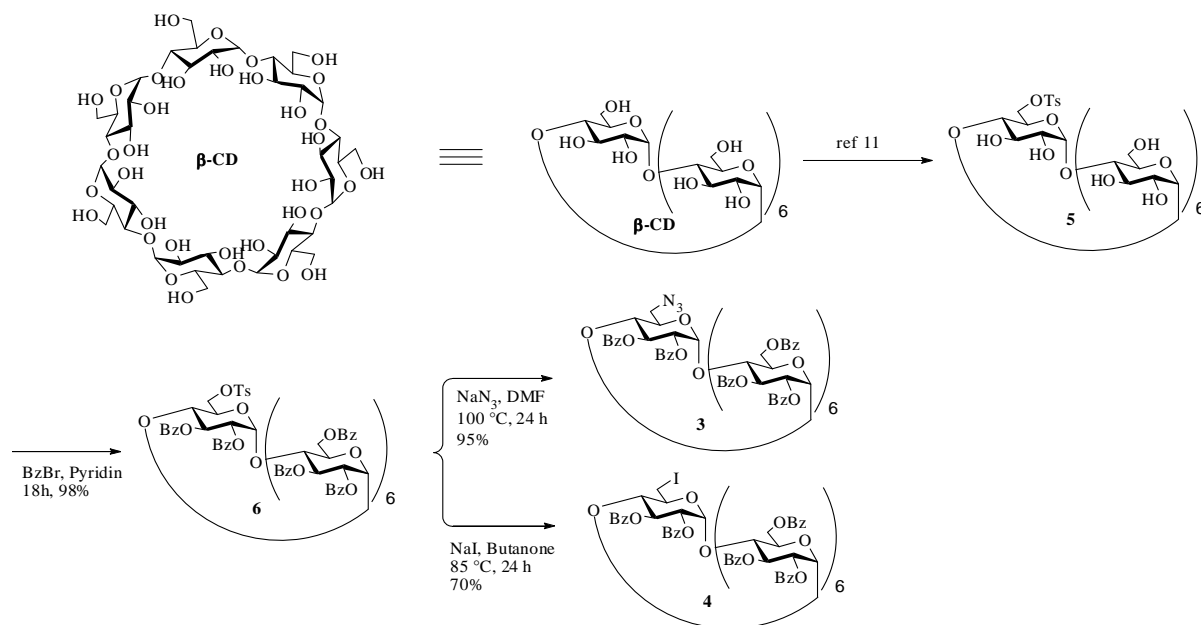 HO
O
HO
O
O
OH
O
HO
OH
OH
HO
O
HO
O
OH
HO
OH
HO
O
OH
HO
HO
O
O
β-CD
O
OH
HO
O
OH
O
OH
HO
O
HO
OH
HO
O
O
OH
OH
HO
O
O
O
OH
HO
OH
O
O
HO
HO
O
OH
O
HO
HO
6
β-CD
ref 11
OTs
O
O
HO
HO
O
HO
O
HO
HO
6
5
BzBr, Pyridin
18h, 98%
OTs
O
O
BzO
BzO
O
OBz
O
BzO
BzO
6
6
NaN3, DMF
100 °C, 24 h
95%
N3
O
O
BzO
BzO
O
OBz
O
BzO
BzO
6
3
NaI, Butanone
85 °C, 24 h
70%
I
O
O
BzO
BzO
O
OBz
O
BzO
BzO
6
4